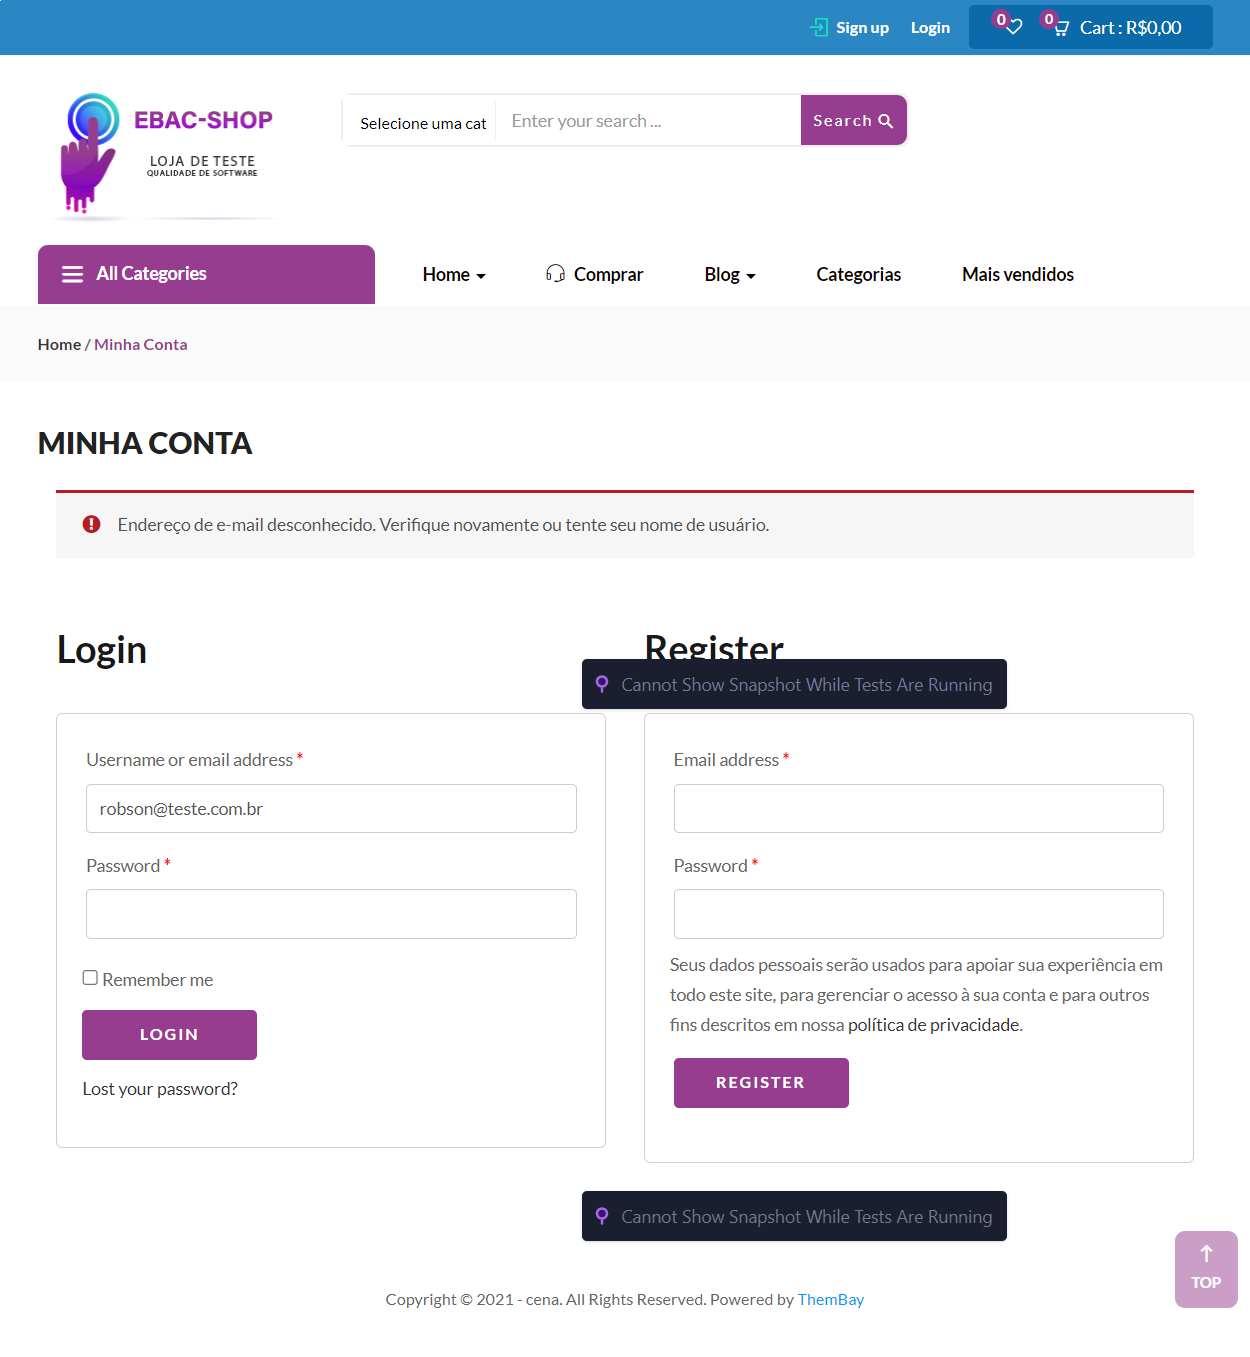 Sign up Login 0 0 Cart : R$0,00
EBAC-SHOP
LOJA DE TESTE
QUALIDADE DE SOFTWARE
Selecione uma cat Enter your search ... Search
All Categories Home Comprar Blog Categorias Mais vendidos
Home / Minha Conta
MINHA CONTA
Endereço de e-mail desconhecido. Verifique novamente ou tente seu nome de usuário.
Login
Register
Cannot Show Snapshot While Tests Are Running
Username or email address *
robson@teste.com.br
Password *
Remember me
LOGIN
Lost your password?
Email address *
Password *
Seus dados pessoais serão usados para apoiar sua experiência em
todo este site, para gerenciar o acesso à sua conta e para outros
fins descritos em nossa política de privacidade.
REGISTER
Cannot Show Snapshot While Tests Are Running
TOP
Copyright © 2021 - cena. All Rights Reserved. Powered by ThemBay